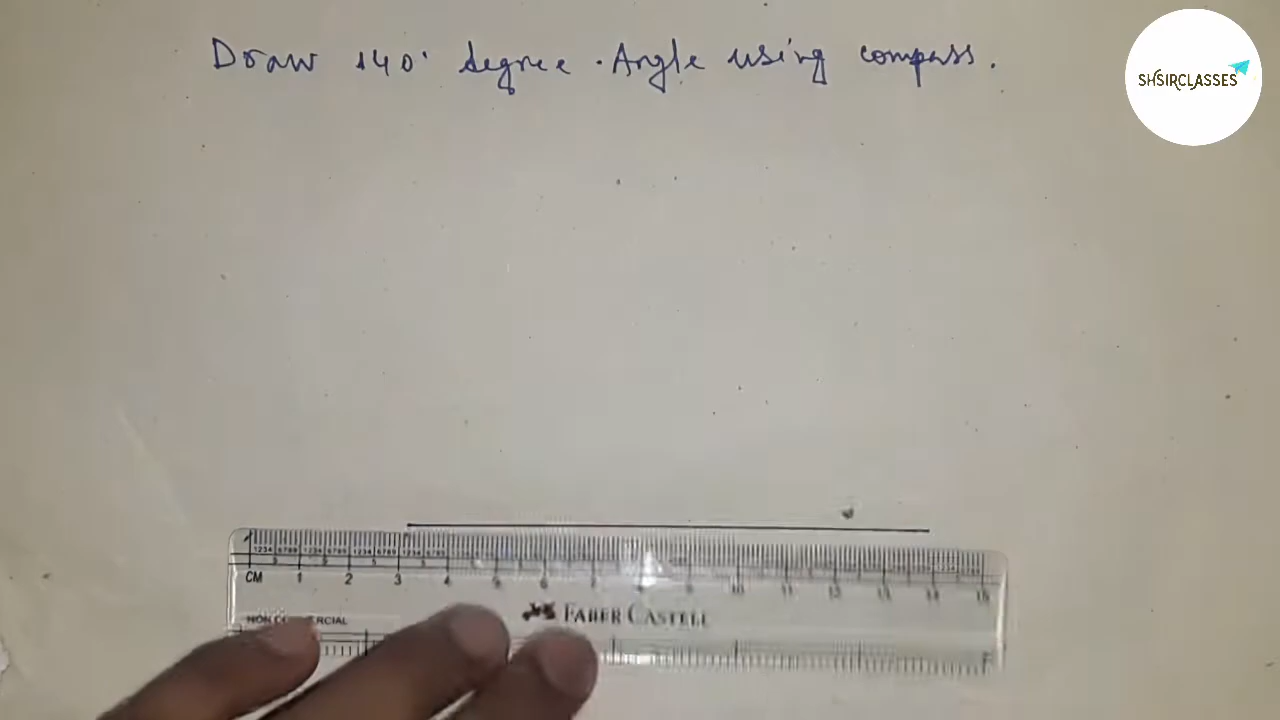 Draw 140° degree. Angle using compass.
SHSIRCLASSES
CM 1 2 3 4 5 6 7 8 9 10 11 12 13 14 15
FABER CASTELL